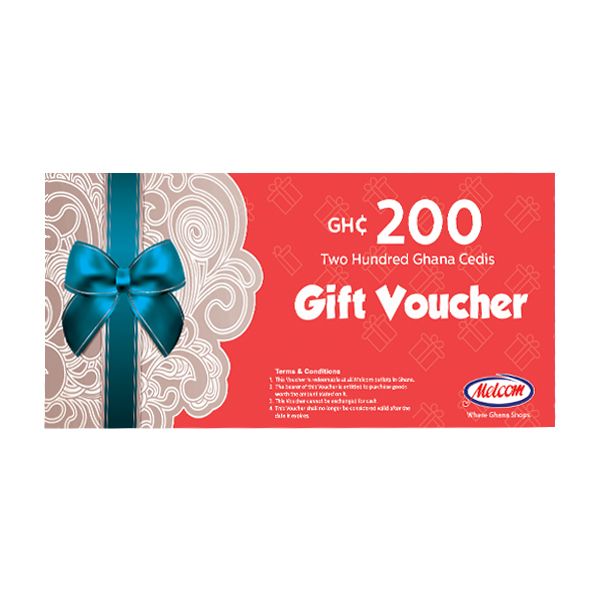 GH¢ 200
Two Hundred Ghana Cedis
Gift Voucher
Terms & Conditions
1. This Voucher is redeemable at all Melcom outlets in Ghana.
2. The bearer of this Voucher is entitled to purchase goods
worth the amount stated on it.
3. This Voucher cannot be exchanged for cash
4. This Voucher shall no longer be considered valid after the
date it expires.
Melcom
Where Ghana Shops